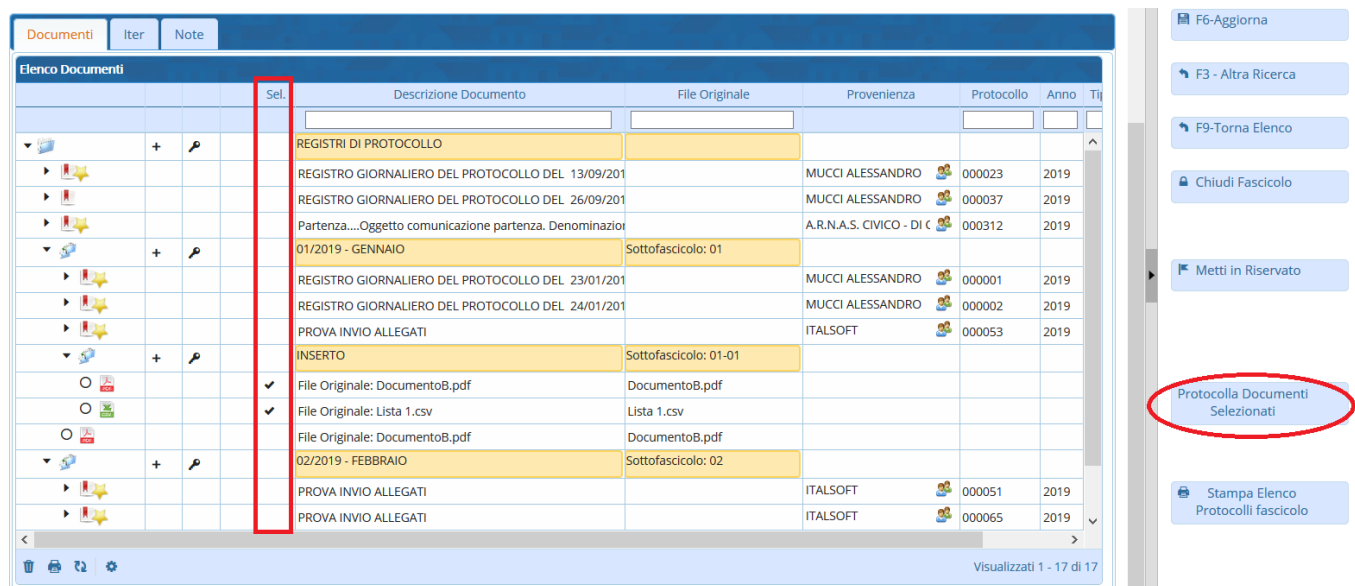 Documenti Iter Note
Elenco Documenti
Sel. Descrizione Documento File Originale Provenienza Protocollo Anno Ti
REGISTRI DI PROTOCOLLO
REGISTRO GIORNALIERO DEL PROTOCOLLO DEL 13/09/201 MUCCI ALESSANDRO 000023 2019
REGISTRO GIORNALIERO DEL PROTOCOLLO DEL 26/09/201 MUCCI ALESSANDRO 000037 2019
Partenza....Oggetto comunicazione partenza. Denominazior A.R.N.A.S. CIVICO - DI C 000312 2019
01/2019 - GENNAIO Sottofascicolo: 01
REGISTRO GIORNALIERO DEL PROTOCOLLO DEL 23/01/201 MUCCI ALESSANDRO 000001 2019
REGISTRO GIORNALIERO DEL PROTOCOLLO DEL 24/01/201 MUCCI ALESSANDRO 000002 2019
PROVA INVIO ALLEGATI ITALSOFT 000053 2019
INSERTO Sottofascicolo: 01-01
File Originale: DocumentoB.pdf DocumentoB.pdf
File Originale: Lista 1.csv Lista 1.csv
File Originale: DocumentoB.pdf DocumentoB.pdf
02/2019 - FEBBRAIO Sottofascicolo: 02
PROVA INVIO ALLEGATI ITALSOFT 000051 2019
PROVA INVIO ALLEGATI ITALSOFT 000065 2019
Visualizzati 1 - 17 di 17
F6-Aggiorna
F3 - Altra Ricerca
F9-Torna Elenco
Chiudi Fascicolo
Metti in Riservato
Protocolla Documenti
Selezionati
Stampa Elenco
Protocolli fascicolo